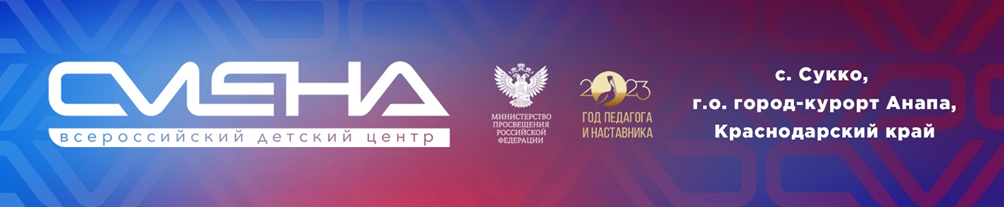 СМЕНА
всероссийский детский центр
МИНИСТЕРСТВО
ПРОСВЕЩЕНИЯ
РОССИЙСКОЙ
ФЕДЕРАЦИИ
2023
ГОД ПЕДАГОГА
И НАСТАВНИКА
с. Сукко,
г.о. город-курорт Анапа,
Краснодарский край